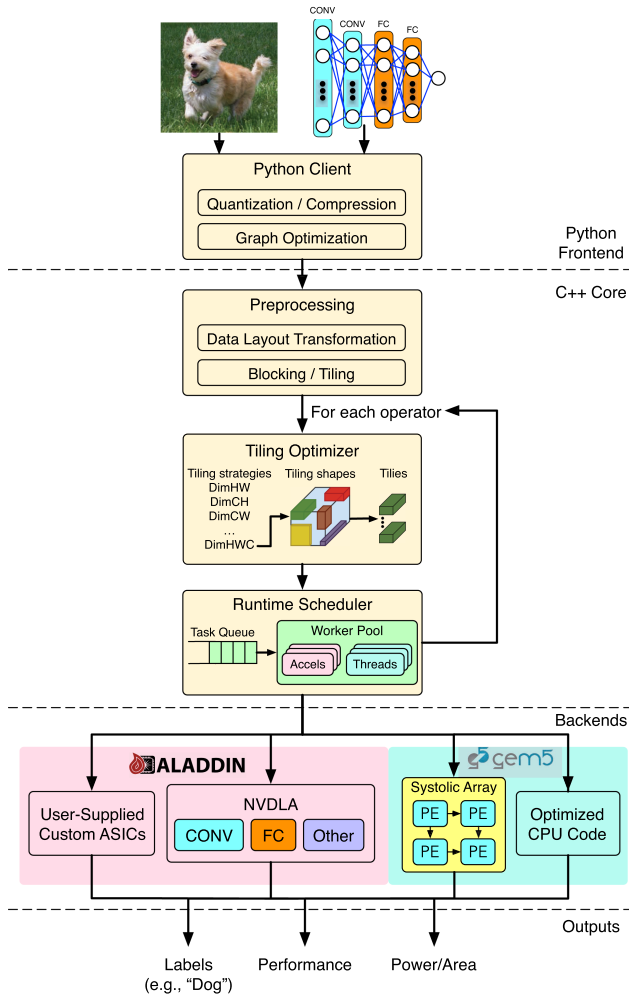 CONV
CONV
FC
FC
Python Client
Quantization / Compression
Graph Optimization
Python
Frontend
C++ Core
Preprocessing
Data Layout Transformation
Blocking / Tiling
For each operator
Tiling Optimizer
Tiling strategies
DimHW
DimCH
DimCW
...
DimHWC
Tiling shapes
Tilies
Runtime Scheduler
Task Queue
Worker Pool
Accels
Threads
Backends
ALADDIN
gem5
User-Supplied
Custom ASICs
NVDLA
CONV
FC
Other
Systolic Array
PE
PE
PE
PE
Optimized
CPU Code
Outputs
Labels
(e.g., “Dog”)
Performance
Power/Area